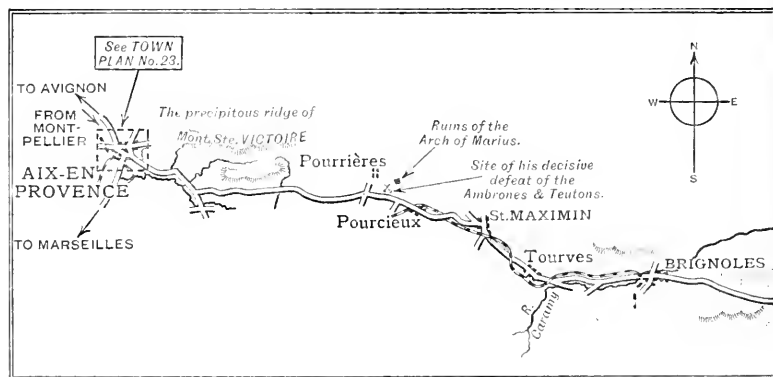 See TOWN
PLAN No. 23.
TO AVIGNON
FROM
MONT-
PELLIER
The precipitous ridge of
Mont. Ste. VICTOIRE
Ruins of the
Arch of Marius.
Site of his decisive
defeat of the
Ambrones & Teutons.
Pourrières
AIX-EN
PROVENCE
Pourcieux
St. MAXIMIN
TO MARSEILLES
Tourves
BRIGNOLES
R.
Caramy
N
W
E
S